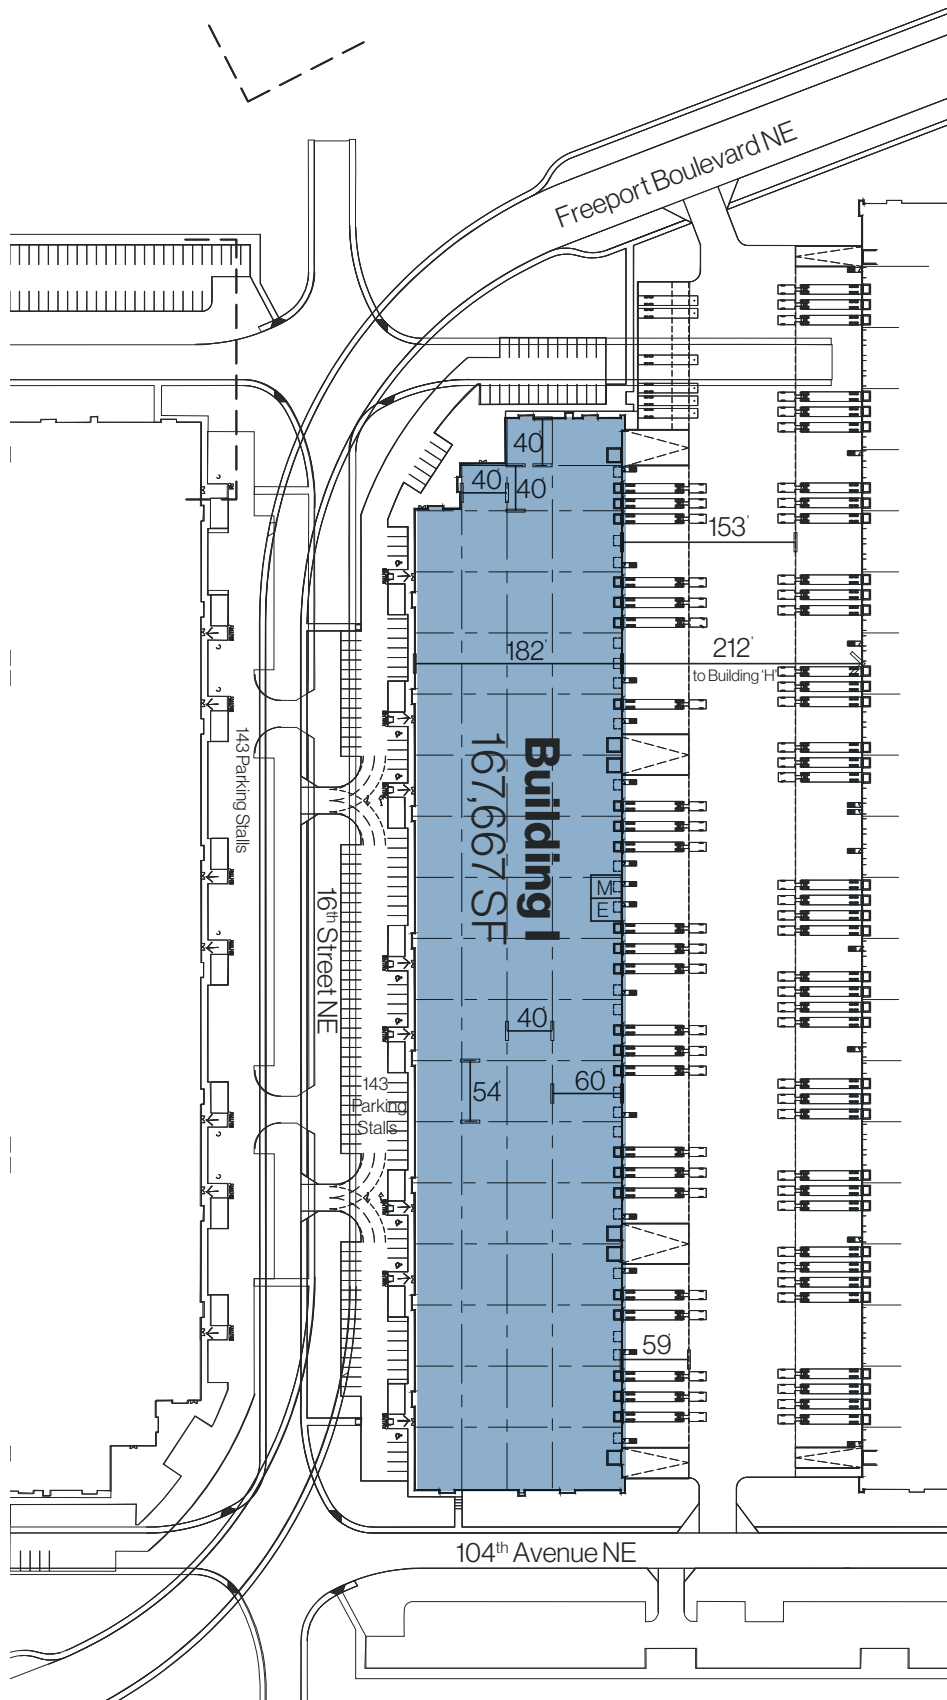 Freeport Boulevard NE
40'
40'
40'
153'
182'
212'
to Building 'H'
143 Parking Stalls
Building I
167,667 SF
M
E
16th Street NE
40'
54'
60'
143
Parking
Stalls
59'
104th Avenue NE